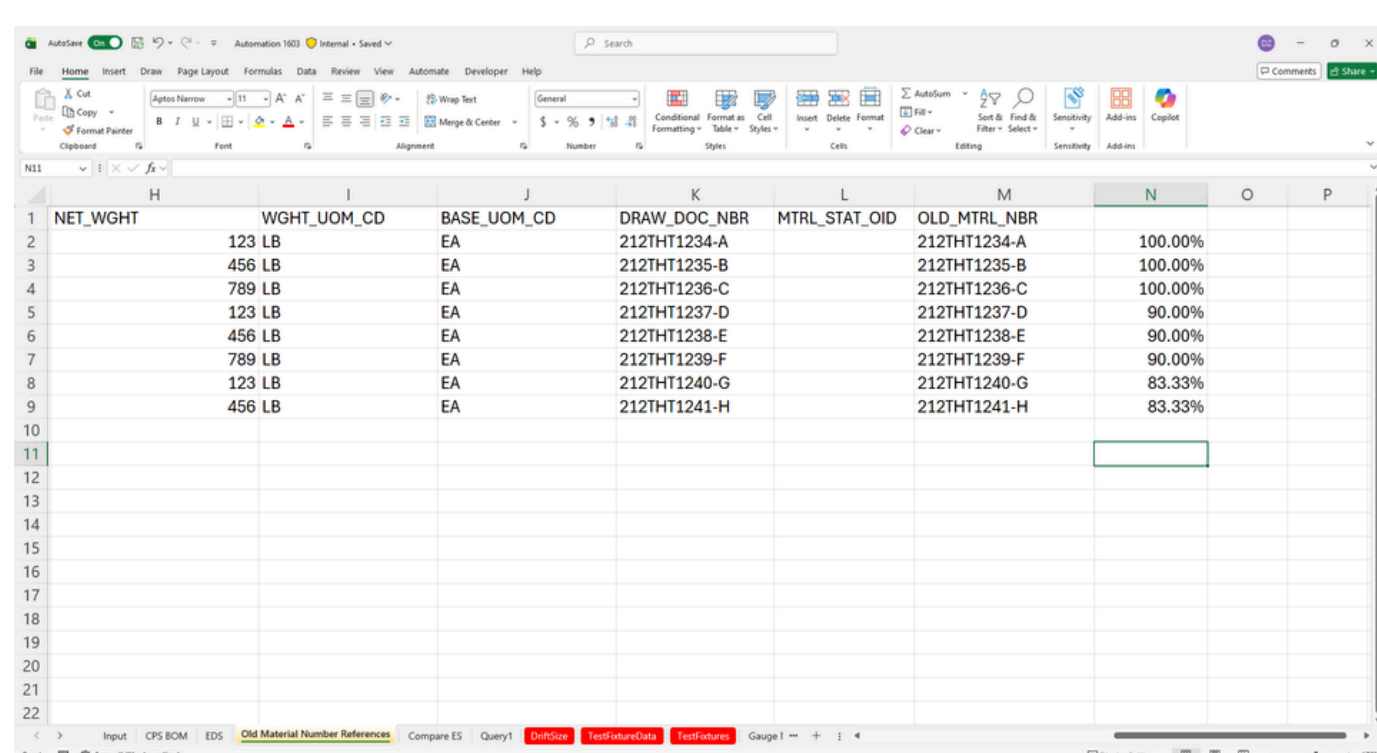 AutoSave On Automation 1603 Internal • Saved Search DZ
File Home Insert Draw Page Layout Formulas Data Review View Automate Developer Help Comments Share
Paste Cut Copy Format Painter Clipboard
Aptos Narrow 11 B I U Font
Wrap Text Merge & Center Alignment
General $ % Number
Conditional Formatting Format as Table Cell Styles Styles
Insert Delete Format Cells
AutoSum Fill Clear Sort & Filter Find & Select Editing
Sensitivity Sensitivity
Add-ins Add-ins
Copilot
N11 fx
H I J K L M N O P
1 NET_WGHT WGHT_UOM_CD BASE_UOM_CD DRAW_DOC_NBR MTRL_STAT_OID OLD_MTRL_NBR
2 123 LB EA 212THT1234-A 212THT1234-A 100.00%
3 456 LB EA 212THT1235-B 212THT1235-B 100.00%
4 789 LB EA 212THT1236-C 212THT1236-C 100.00%
5 123 LB EA 212THT1237-D 212THT1237-D 90.00%
6 456 LB EA 212THT1238-E 212THT1238-E 90.00%
7 789 LB EA 212THT1239-F 212THT1239-F 90.00%
8 123 LB EA 212THT1240-G 212THT1240-G 83.33%
9 456 LB EA 212THT1241-H 212THT1241-H 83.33%
10
11
12
13
14
15
16
17
18
19
20
21
22
Input CPS BOM EDS Old Material Number References Compare ES Query1 DriftSize TestFixtureData TestFixtures Gauge I